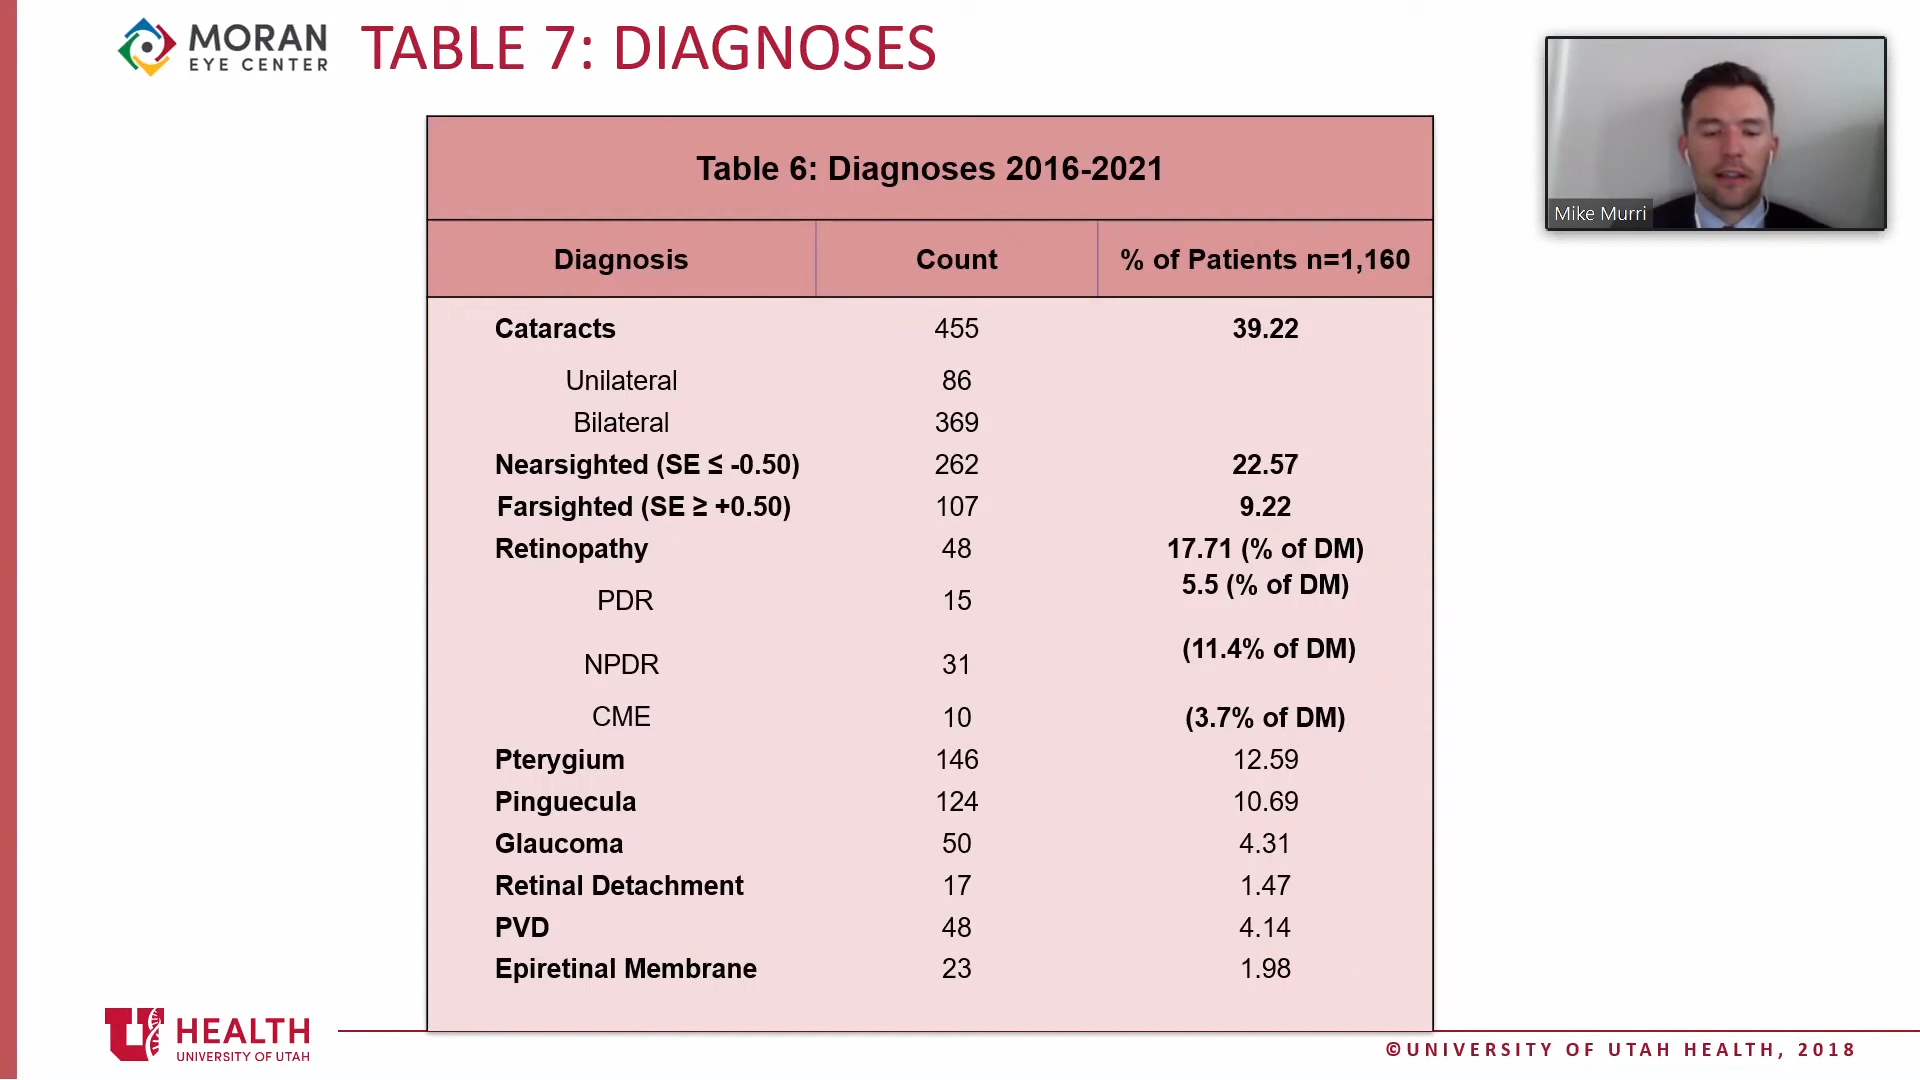 MORAN
EYE CENTER
TABLE 7: DIAGNOSES
Mike Murri
Table 6: Diagnoses 2016-2021
Diagnosis Count % of Patients n=1,160
Cataracts 455 39.22
Unilateral 86
Bilateral 369
Nearsighted (SE ≤ -0.50) 262 22.57
Farsighted (SE ≥ +0.50) 107 9.22
Retinopathy 48 17.71 (% of DM)
PDR 15 5.5 (% of DM)
NPDR 31 (11.4% of DM)
CME 10 (3.7% of DM)
Pterygium 146 12.59
Pinguecula 124 10.69
Glaucoma 50 4.31
Retinal Detachment 17 1.47
PVD 48 4.14
Epiretinal Membrane 23 1.98
U HEALTH
UNIVERSITY OF UTAH
©UNIVERSITY OF UTAH HEALTH, 2018